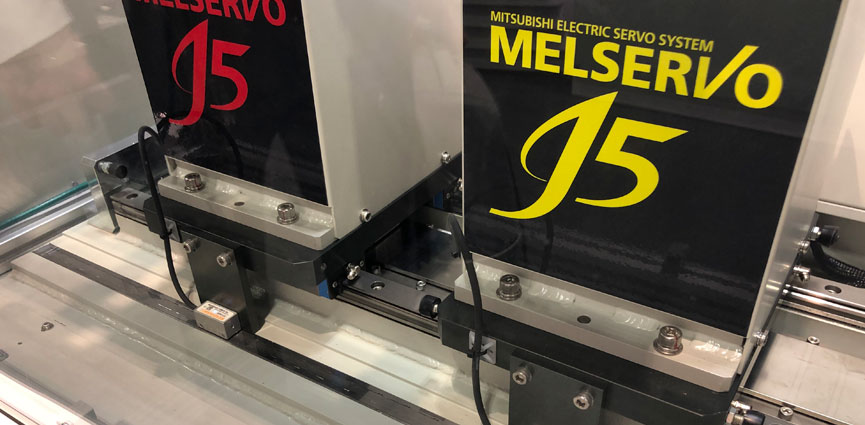 MELSERVO
J5
MITSUBISHI ELECTRIC SERVO SYSTEM
MELSERVO
J5